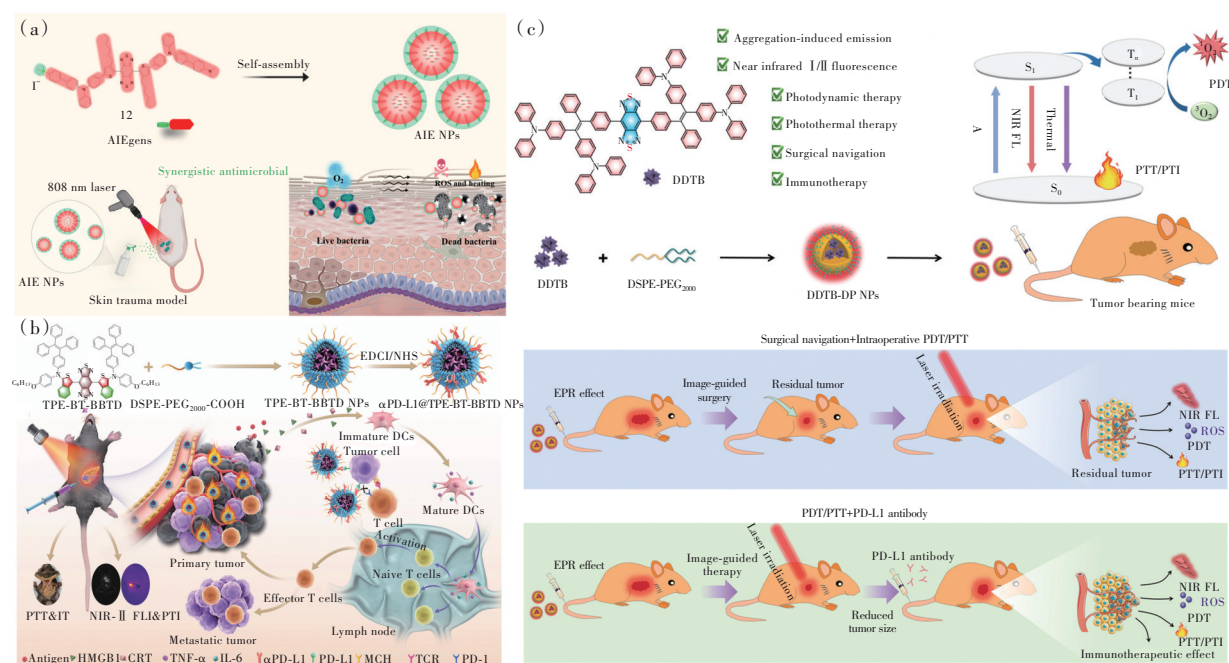 (a)
I⁻
12
AIEgens
Self-assembly
AIE NPs
Synergistic antimicrobial
808 nm laser
AIE NPs
Skin trauma model
O₂
ROS and heating
Live bacteria
Dead bacteria
(b)
C₆H₁₃O
OC₆H₁₃
TPE-BT-BBTD
+
DSPE-PEG₂₀₀₀-COOH
TPE-BT-BBTD NPs
EDCI/NHS
αPD-L1@TPE-BT-BBTD NPs
Immature DCs
Tumor cell
Mature DCs
T cell
Activation
Primary tumor
Naive T cells
Effector T cells
Lymph node
PTT&IT
NIR-Ⅱ FLI&PTI
Metastatic tumor
Antigen HMGB1 CRT TNF-α IL-6 αPD-L1 PD-L1 MCH TCR PD-1
(c)
Aggregation-induced emission
Near infrared Ⅰ/Ⅱ fluorescence
Photodynamic therapy
Photothermal therapy
Surgical navigation
Immunotherapy
DDTB
S₁
Tₙ
T₁
¹O₂
PDT
³O₂
A
NIR FL
Thermal
S₀
PTT/PTI
DDTB
+
DSPE-PEG₂₀₀₀
DDTB-DP NPs
Tumor bearing mice
Surgical navigation+Intraoperative PDT/PTT
EPR effect
Image-guided
surgery
Residual tumor
Laser irradiation
Residual tumor
NIR FL
ROS
PDT
PTT/PTI
PDT/PTT+PD-L1 antibody
EPR effect
Image-guided
therapy
Laser irradiation
PD-L1 antibody
Reduced
tumor size
NIR FL
ROS
PDT
PTT/PTI
Immunotherapeutic effect